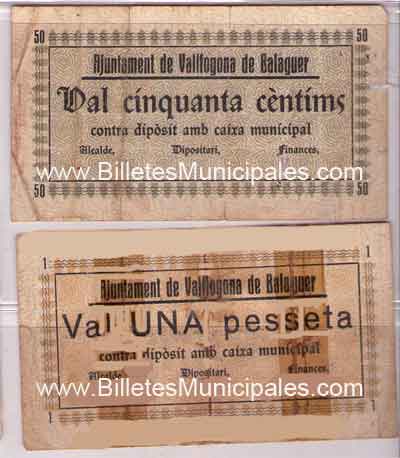 50 50
Ajuntament de Vallfogona de Balaguer
Val cinquanta cèntims
contra dipòsit amb caixa municipal
Alcalde, Dipositari, Finances,
www.BilletesMunicipales.com
50 50
1 1
Ajuntament de Vallfogona de Balaguer
Val UNA pesseta
contra dipòsit amb caixa municipal
Alcalde, Dipositari, Finances,
www.BilletesMunicipales.com
1 1